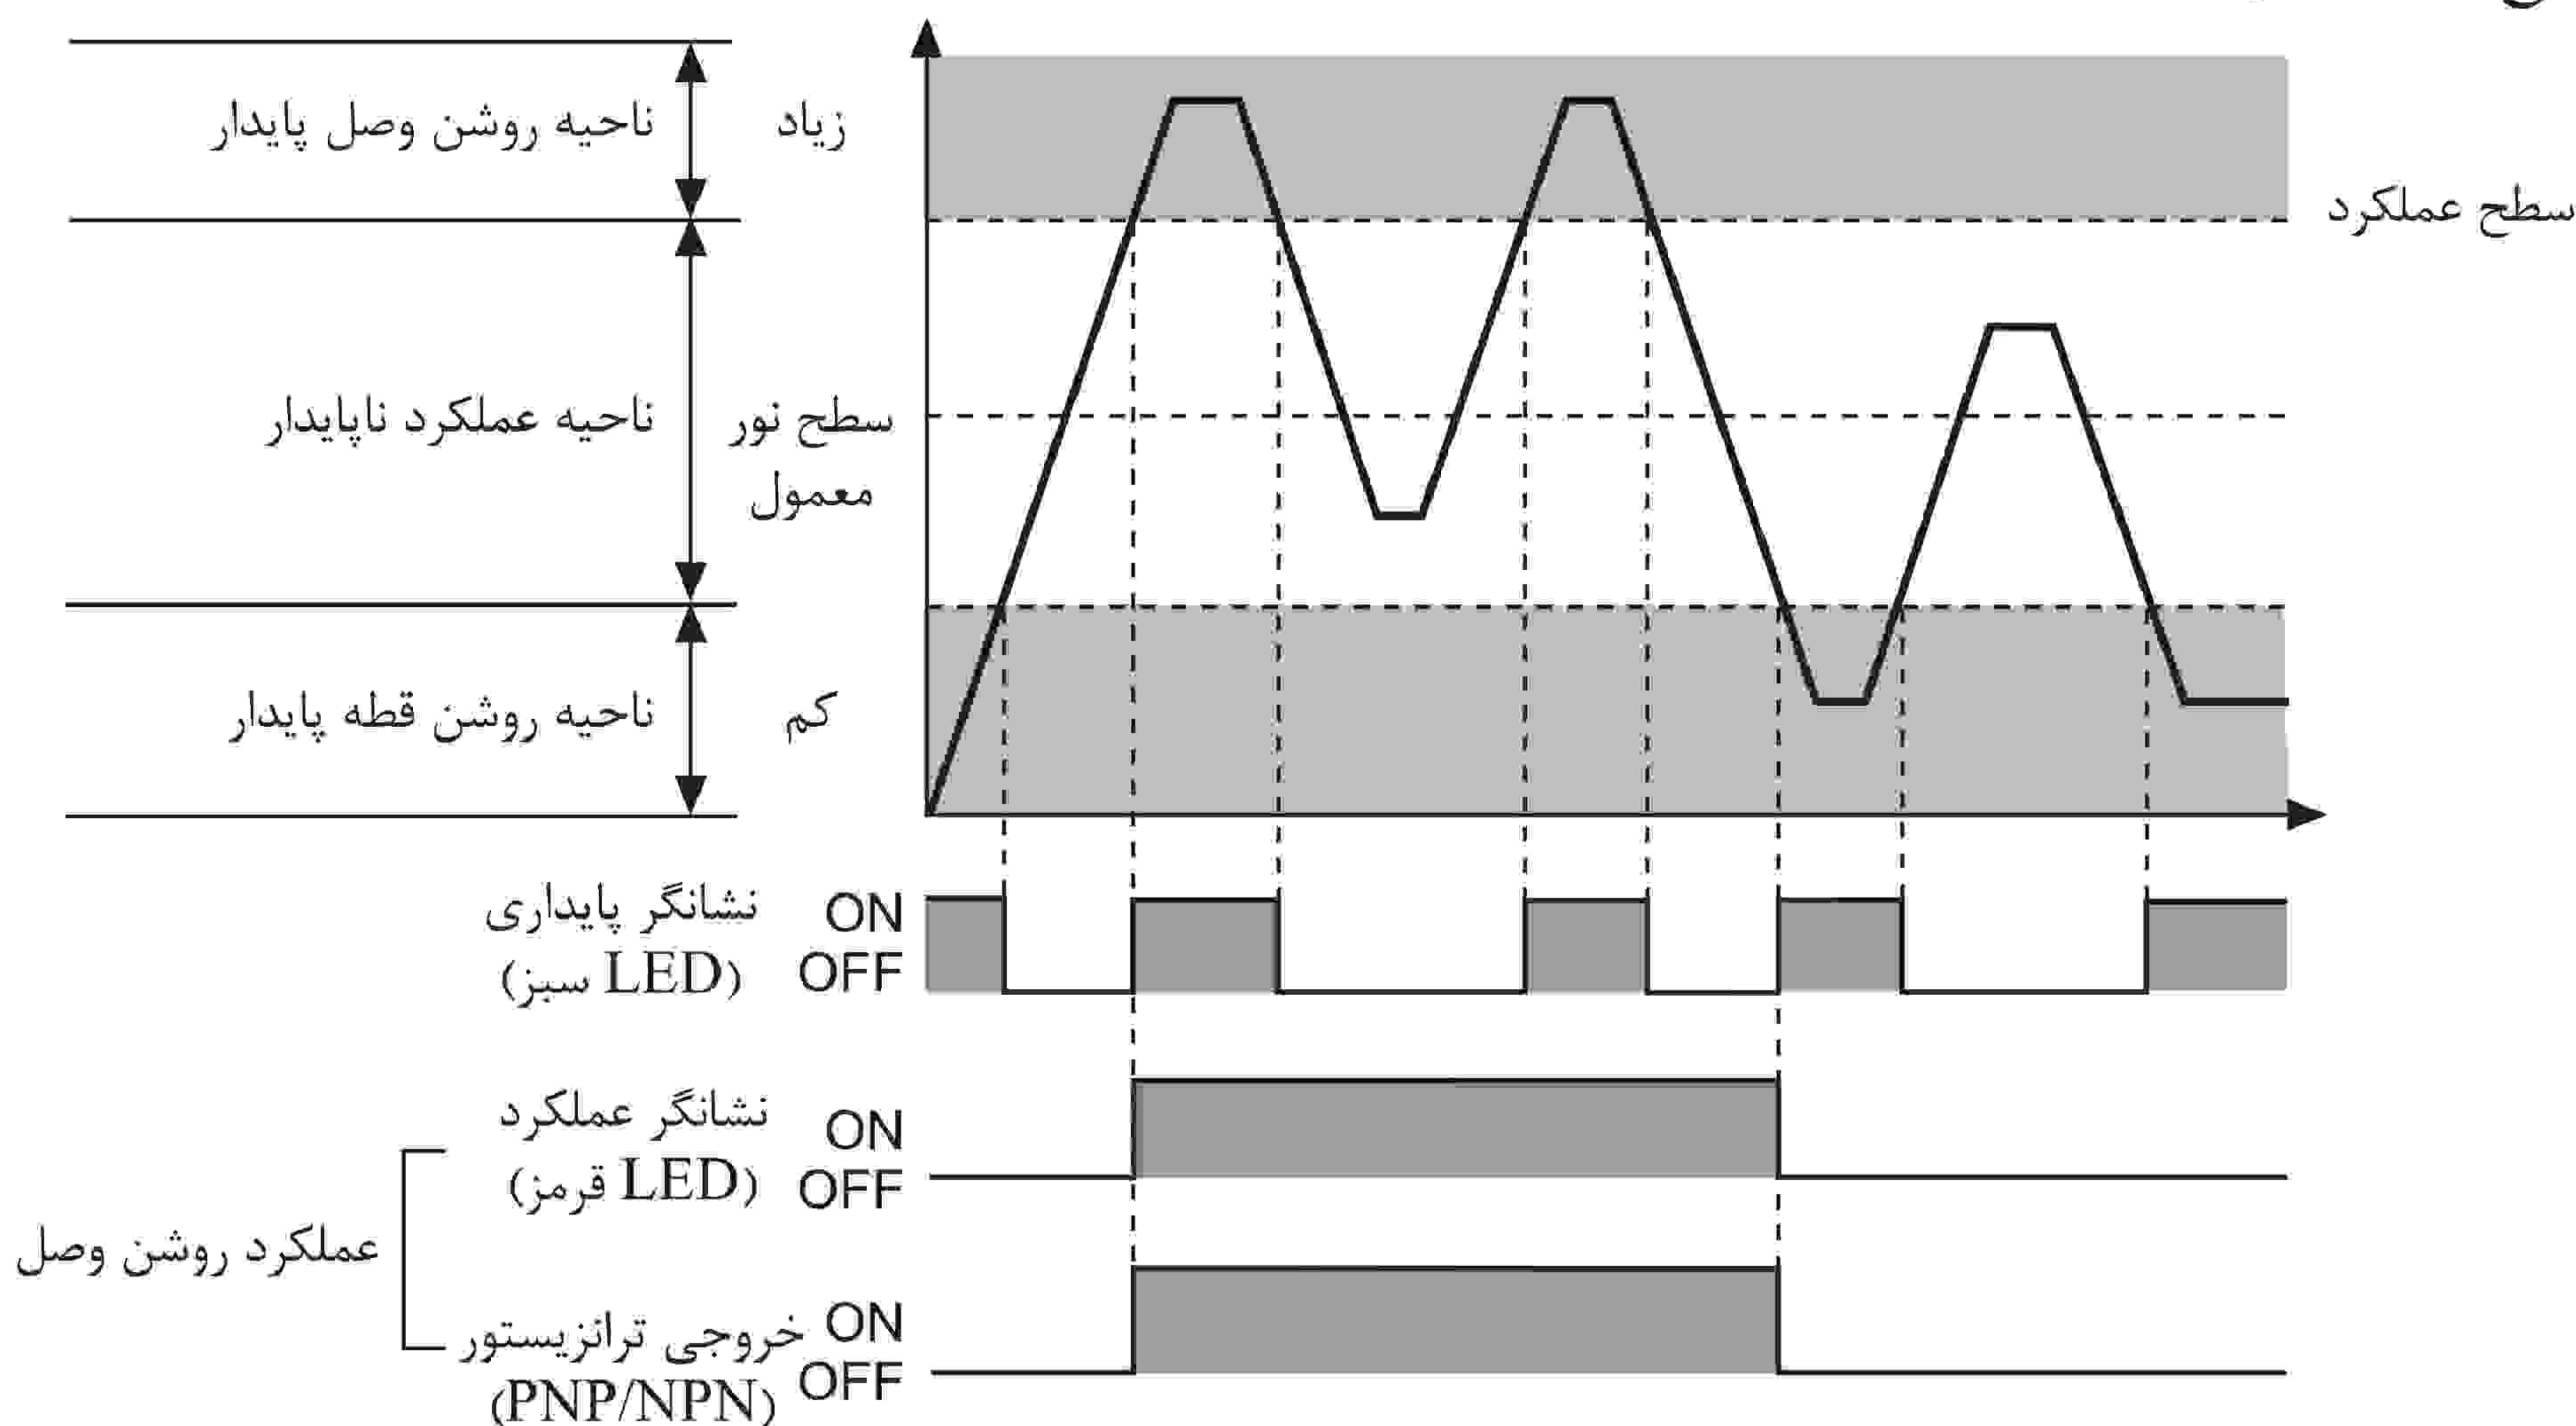 ناحیه روشن وصل پایدار
زیاد
سطح عملکرد
ناحیه عملکرد ناپایدار
سطح نور
معمول
ناحیه روشن قطه پایدار
کم
نشانگر پایداری
(LED سبز)
ON
OFF
نشانگر عملکرد
(LED قرمز)
ON
OFF
عملکرد روشن وصل
خروجی ترانزیستور
(PNP/NPN)
ON
OFF